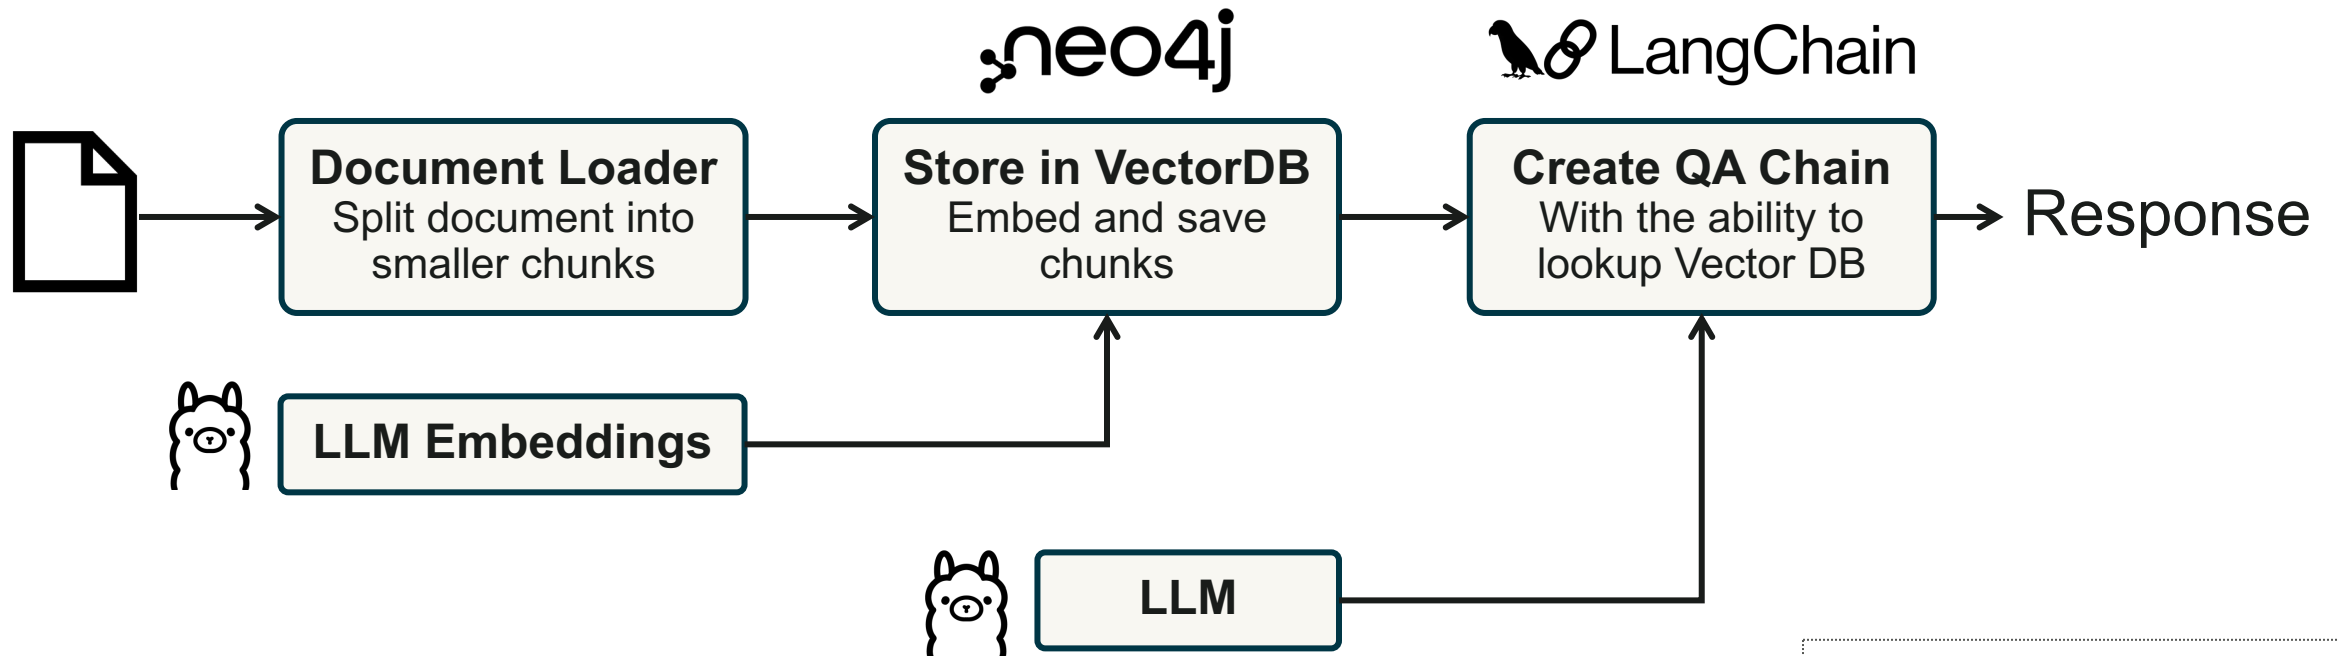 neo4j
LangChain
Document Loader
Split document into
smaller chunks
Store in VectorDB
Embed and save
chunks
Create QA Chain
With the ability to
lookup Vector DB
Response
LLM Embeddings
LLM